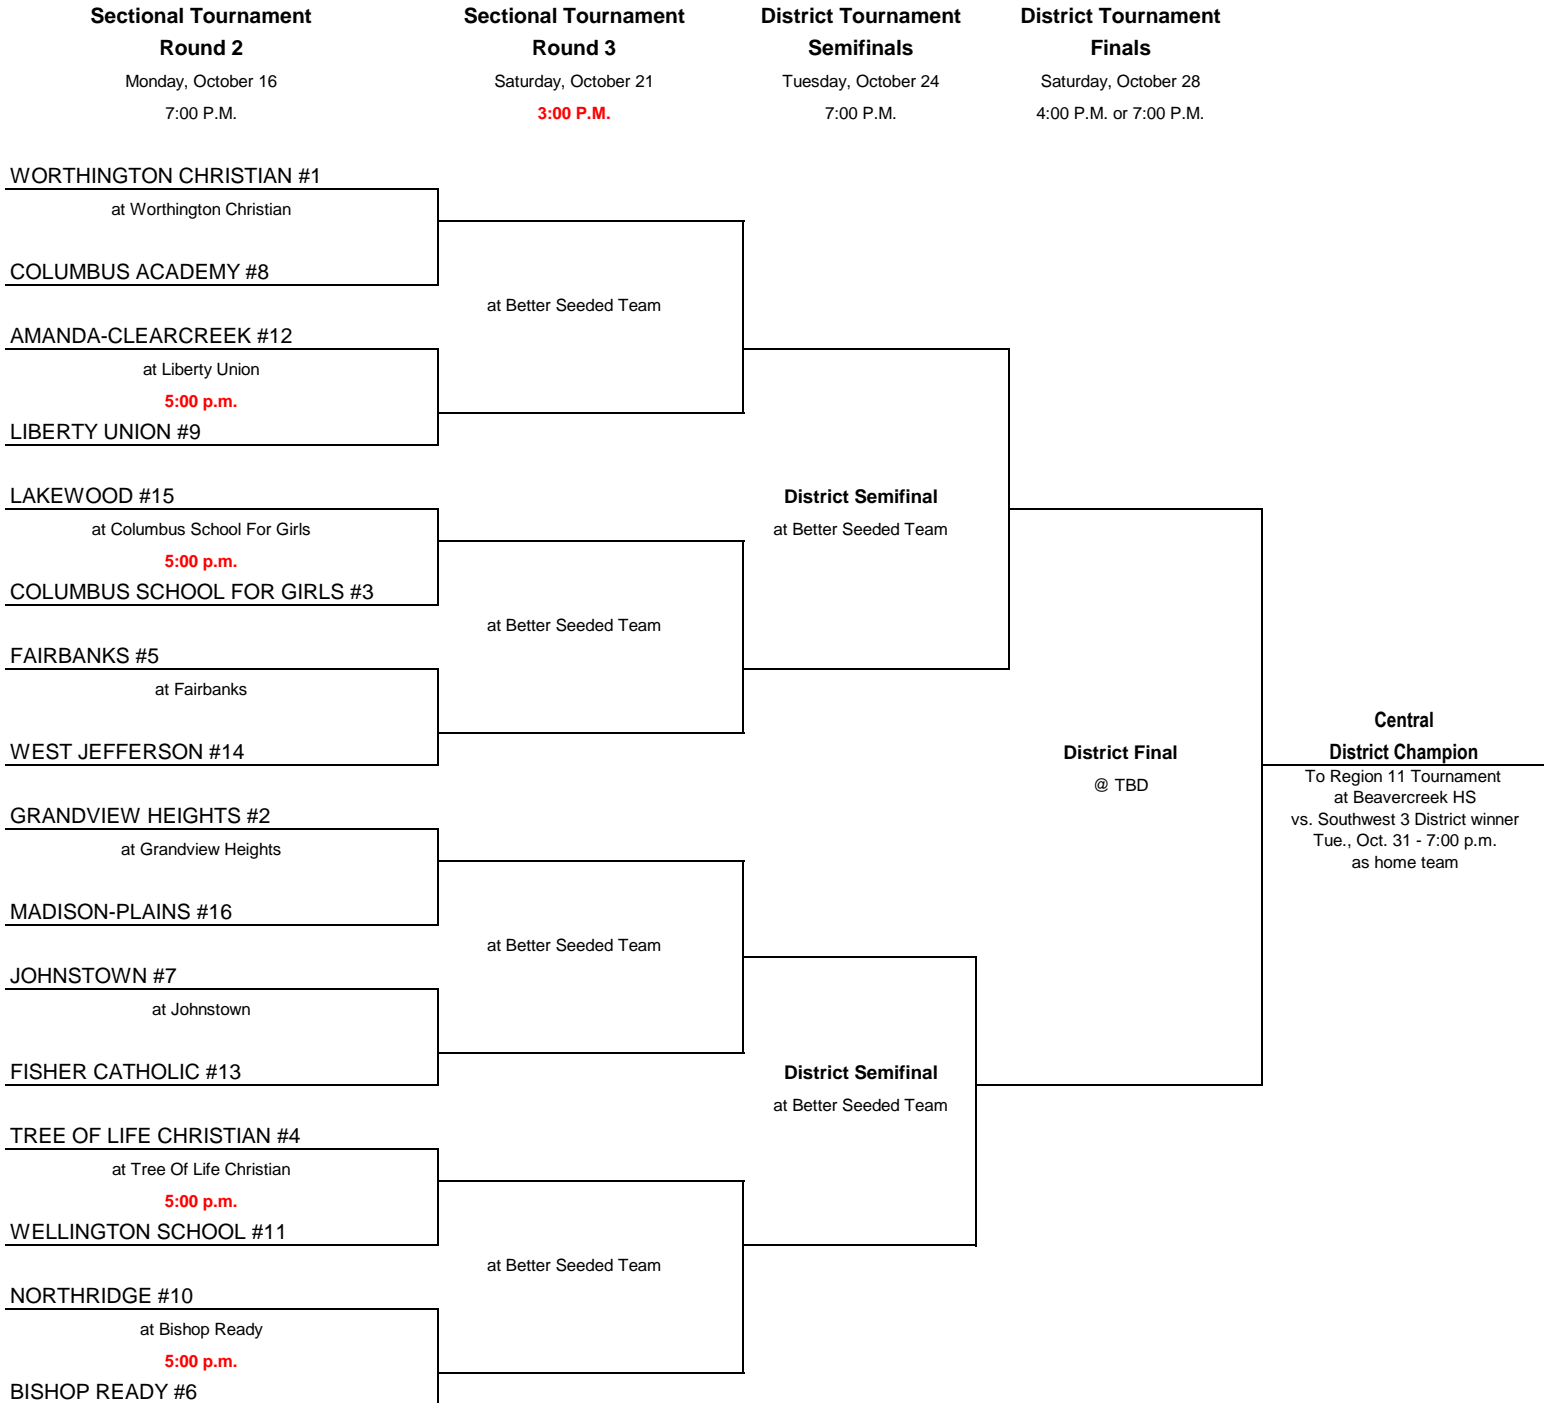 Sectional Tournament
Round 2
Monday, October 16
7:00 P.M.
Sectional Tournament
Round 3
Saturday, October 21
3:00 P.M.
District Tournament
Semifinals
Tuesday, October 24
7:00 P.M.
District Tournament
Finals
Saturday, October 28
4:00 P.M. or 7:00 P.M.
WORTHINGTON CHRISTIAN #1
at Worthington Christian
COLUMBUS ACADEMY #8
at Better Seeded Team
AMANDA-CLEARCREEK #12
at Liberty Union
5:00 p.m.
LIBERTY UNION #9
LAKEWOOD #15
at Columbus School For Girls
5:00 p.m.
COLUMBUS SCHOOL FOR GIRLS #3
District Semifinal
at Better Seeded Team
at Better Seeded Team
FAIRBANKS #5
at Fairbanks
WEST JEFFERSON #14
District Final
@ TBD
Central
District Champion
To Region 11 Tournament
at Beavercreek HS
vs. Southwest 3 District winner
Tue., Oct. 31 - 7:00 p.m.
as home team
GRANDVIEW HEIGHTS #2
at Grandview Heights
MADISON-PLAINS #16
at Better Seeded Team
JOHNSTOWN #7
at Johnstown
FISHER CATHOLIC #13
District Semifinal
at Better Seeded Team
TREE OF LIFE CHRISTIAN #4
at Tree Of Life Christian
5:00 p.m.
WELLINGTON SCHOOL #11
at Better Seeded Team
NORTHRIDGE #10
at Bishop Ready
5:00 p.m.
BISHOP READY #6